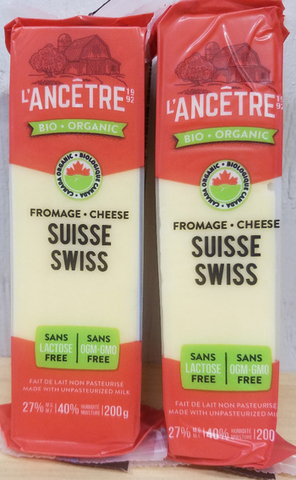 L'ANCÊTRE 1992
BIO • ORGANIC
CANADA ORGANIC • BIOLOGIQUE CANADA
FROMAGE • CHEESE
SUISSE
SWISS
SANS LACTOSE FREE
SANS OGM-GMO FREE
FAIT DE LAIT NON PASTEURISÉ
MADE WITH UNPASTEURIZED MILK
27% M.G. M.F. 40% HUMIDITÉ MOISTURE 200g
L'ANCÊTRE 1992
BIO • ORGANIC
CANADA ORGANIC • BIOLOGIQUE CANADA
FROMAGE • CHEESE
SUISSE
SWISS
SANS LACTOSE FREE
SANS OGM-GMO FREE
FAIT DE LAIT NON PASTEURISÉ
MADE WITH UNPASTEURIZED MILK
27% M.G. M.F. 40% HUMIDITÉ MOISTURE 200